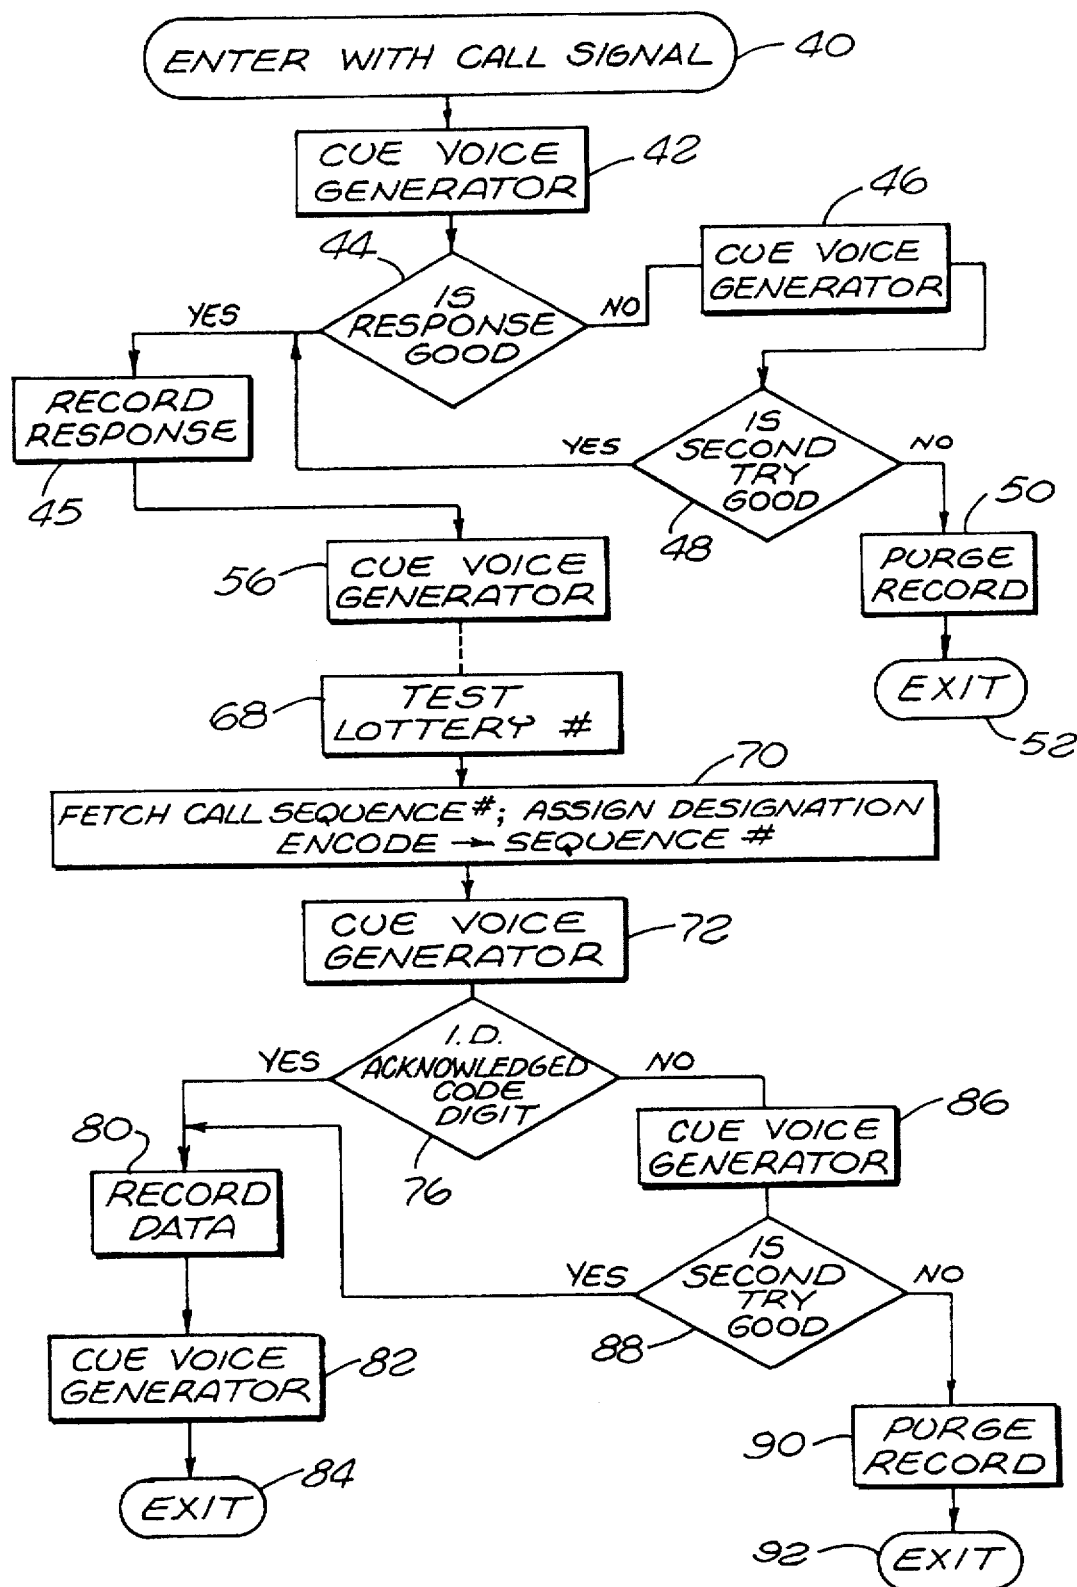 ENTER WITH CALL SIGNAL
40
CUE VOICE
GENERATOR
42
46
CUE VOICE
GENERATOR
44
IS
RESPONSE
GOOD
YES
NO
RECORD
RESPONSE
45
IS
SECOND
TRY
GOOD
YES
NO
48
50
PURGE
RECORD
56
CUE VOICE
GENERATOR
EXIT
52
68
TEST
LOTTERY #
70
FETCH CALL SEQUENCE #; ASSIGN DESIGNATION
ENCODE → SEQUENCE #
CUE VOICE
GENERATOR
72
I.D.
ACKNOWLEDGED
CODE
DIGIT
YES
NO
76
86
CUE VOICE
GENERATOR
80
RECORD
DATA
IS
SECOND
TRY
GOOD
YES
NO
88
CUE VOICE
GENERATOR
82
90
PURGE
RECORD
84
EXIT
92
EXIT